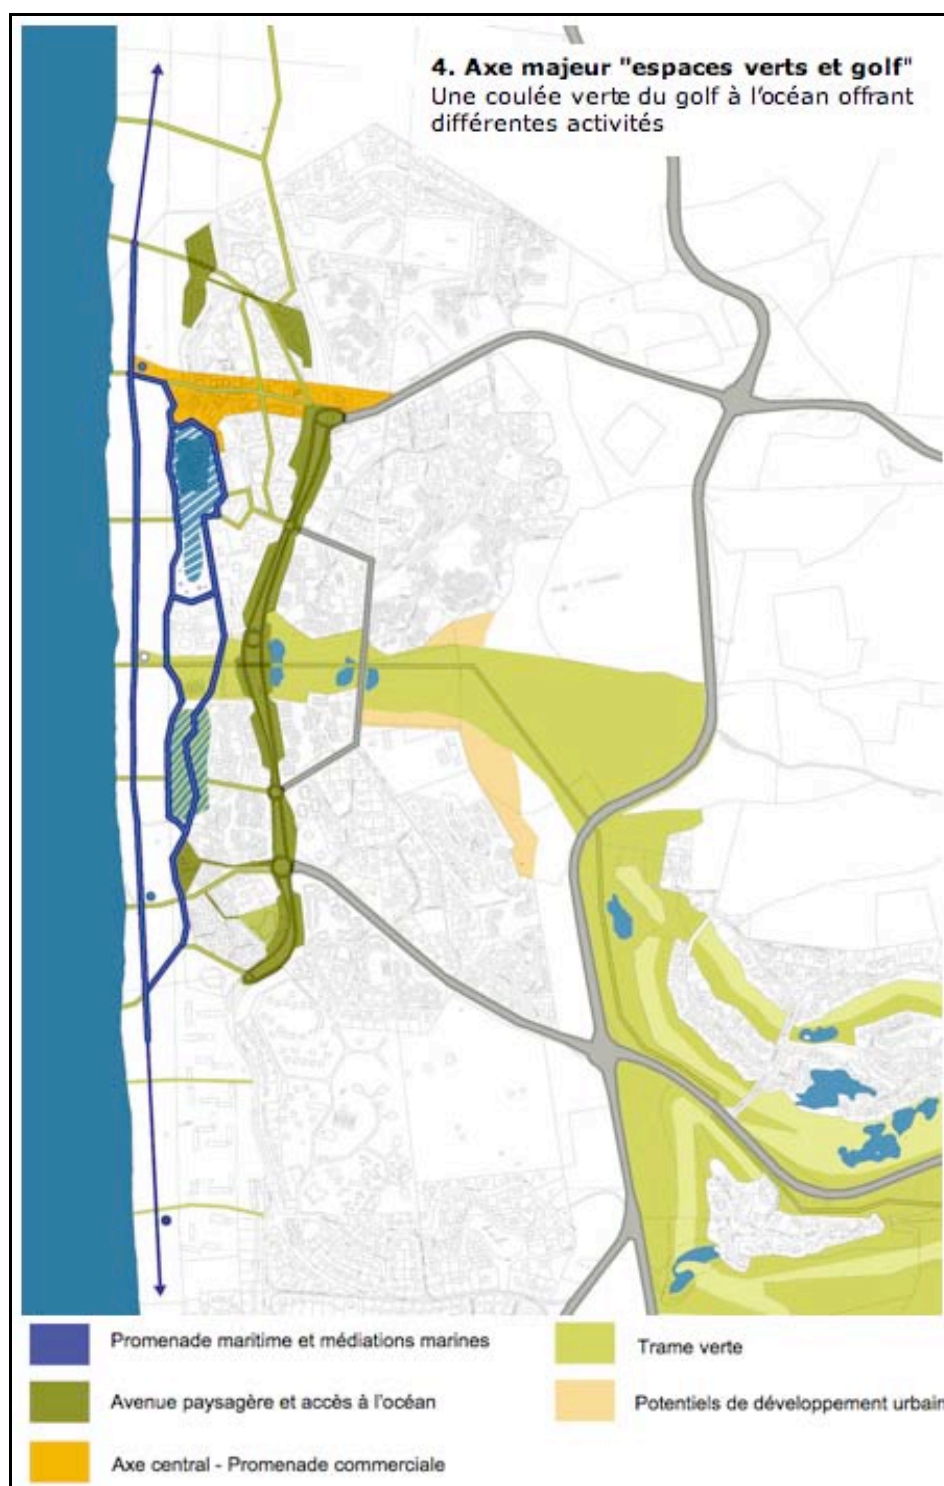 4. Axe majeur "espaces verts et golf"
Une coulée verte du golf à l'océan offrant
différentes activités
Promenade maritime et médiations marines
Trame verte
Avenue paysagère et accès à l'océan
Potentiels de développement urbain
Axe central - Promenade commerciale